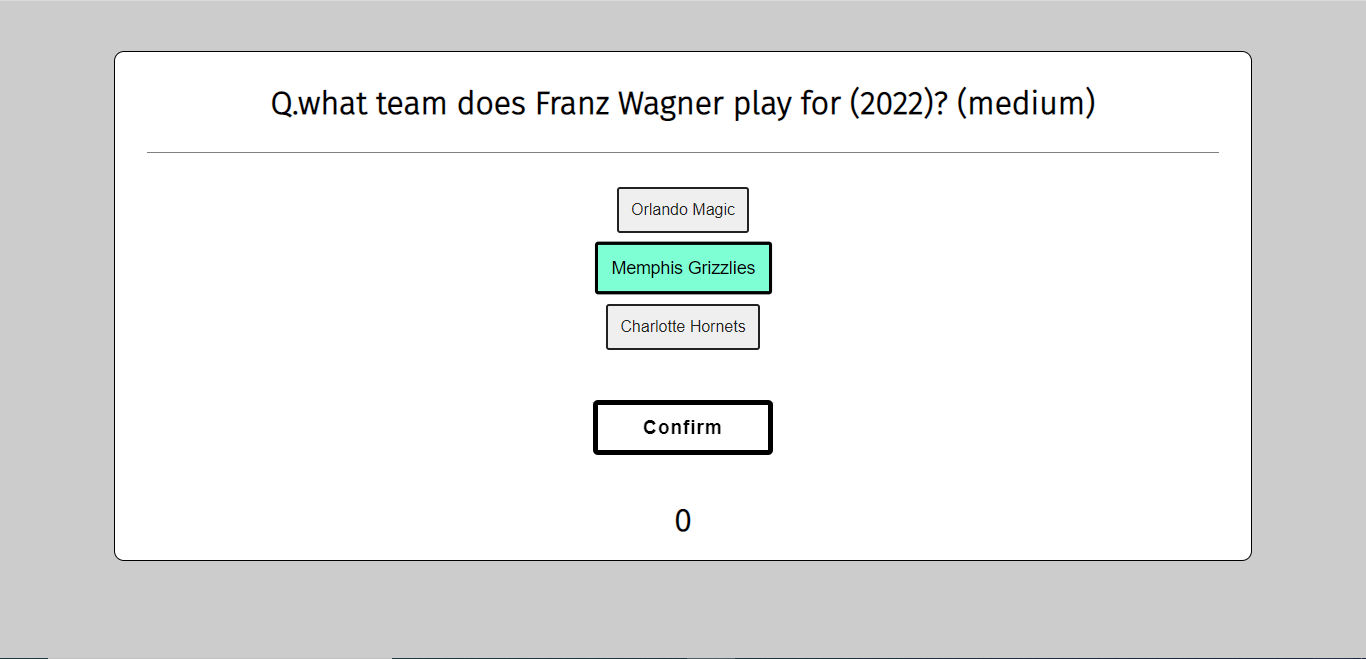 Q.what team does Franz Wagner play for (2022)? (medium)
Orlando Magic
Memphis Grizzlies
Charlotte Hornets
Confirm
0